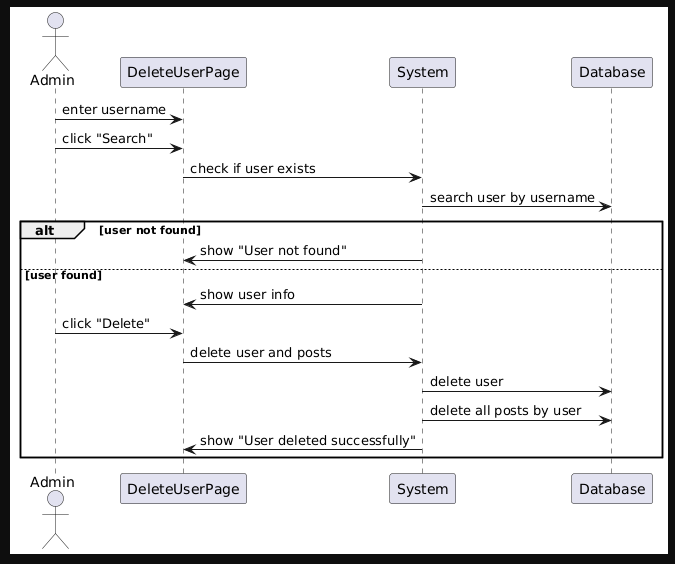 Admin
DeleteUserPage
System
Database
enter username
click "Search"
check if user exists
search user by username
alt
[user not found]
show "User not found"
[user found]
show user info
click "Delete"
delete user and posts
delete user
delete all posts by user
show "User deleted successfully"
Admin
DeleteUserPage
System
Database